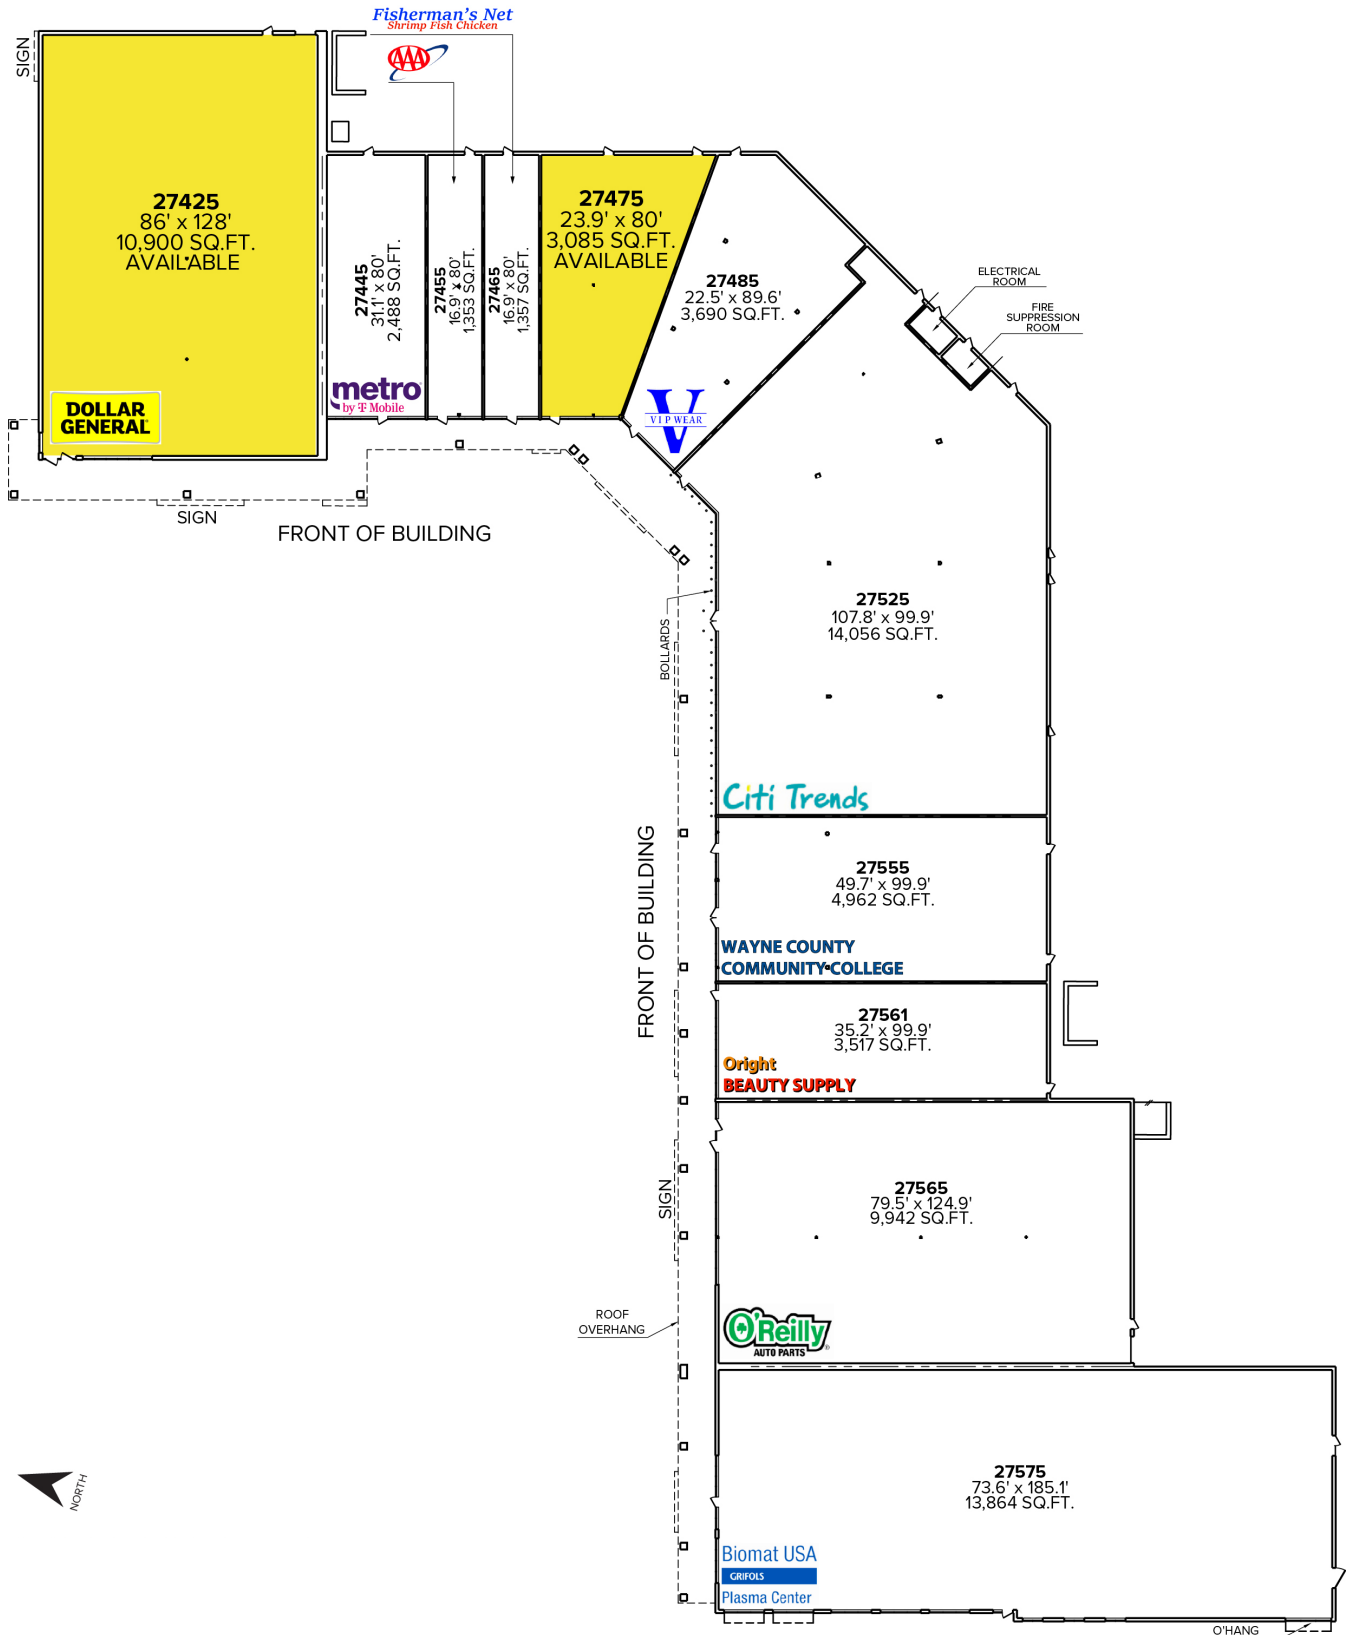 Fisherman's Net
Shrimp Fish Chicken
AAA
SIGN
27425
86' x 128'
10,900 SQ.FT.
AVAILABLE
DOLLAR
GENERAL
SIGN
27445
31.1' x 80'
2,488 SQ.FT.
metro
by T Mobile
27455
16.9' x 80'
1,353 SQ.FT.
27465
16.9' x 80'
1,357 SQ.FT.
27475
23.9' x 80'
3,085 SQ.FT.
AVAILABLE
27485
22.5' x 89.6'
3,690 SQ.FT.
V
VIP WEAR
ELECTRICAL
ROOM
FIRE
SUPPRESSION
ROOM
FRONT OF BUILDING
BOLLARDS
27525
107.8' x 99.9'
14,056 SQ.FT.
Citi Trends
FRONT OF BUILDING
27555
49.7' x 99.9'
4,962 SQ.FT.
WAYNE COUNTY
COMMUNITY COLLEGE
27561
35.2' x 99.9'
3,517 SQ.FT.
Oright
BEAUTY SUPPLY
SIGN
27565
79.5' x 124.9'
9,942 SQ.FT.
O'Reilly
AUTO PARTS
ROOF
OVERHANG
27575
73.6' x 185.1'
13,864 SQ.FT.
Biomat USA
GRIFOLS
Plasma Center
NORTH
O'HANG